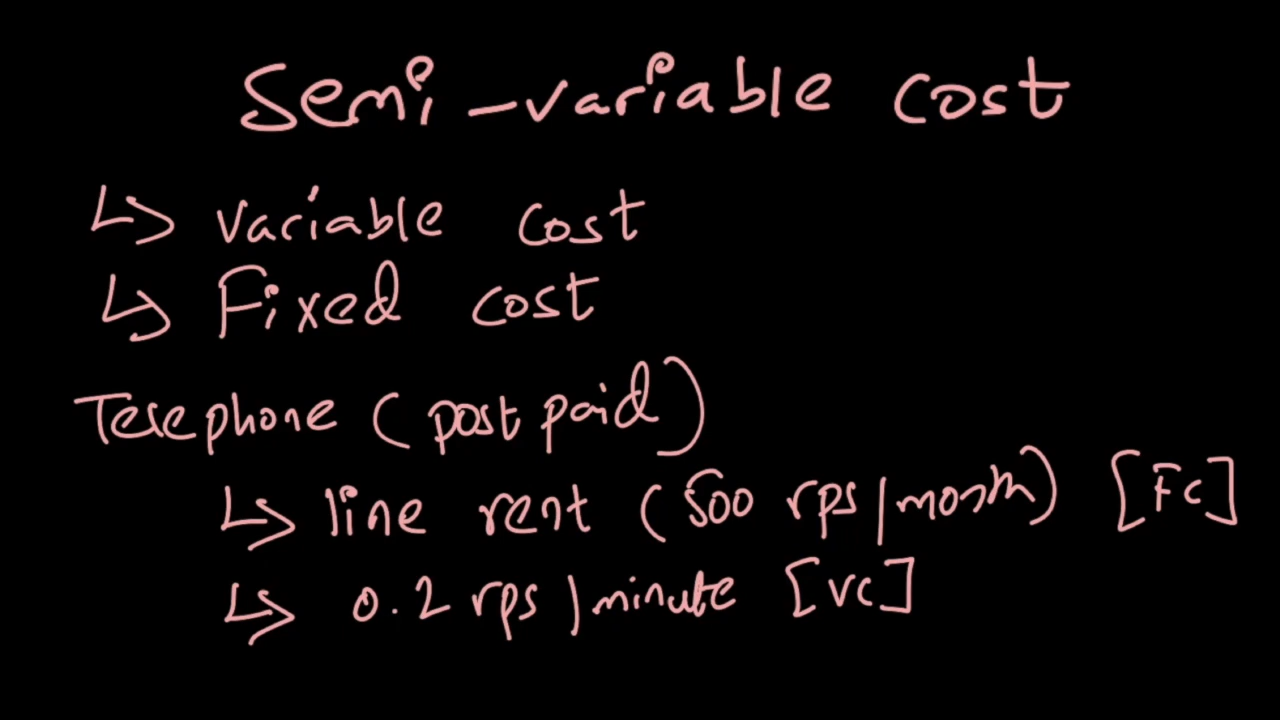 Semi-variable cost
↳ variable cost
↳ Fixed cost
Telephone (post paid)
↳ line rent (500 rps/month) [FC]
↳ 0.2 rps/minute [VC]